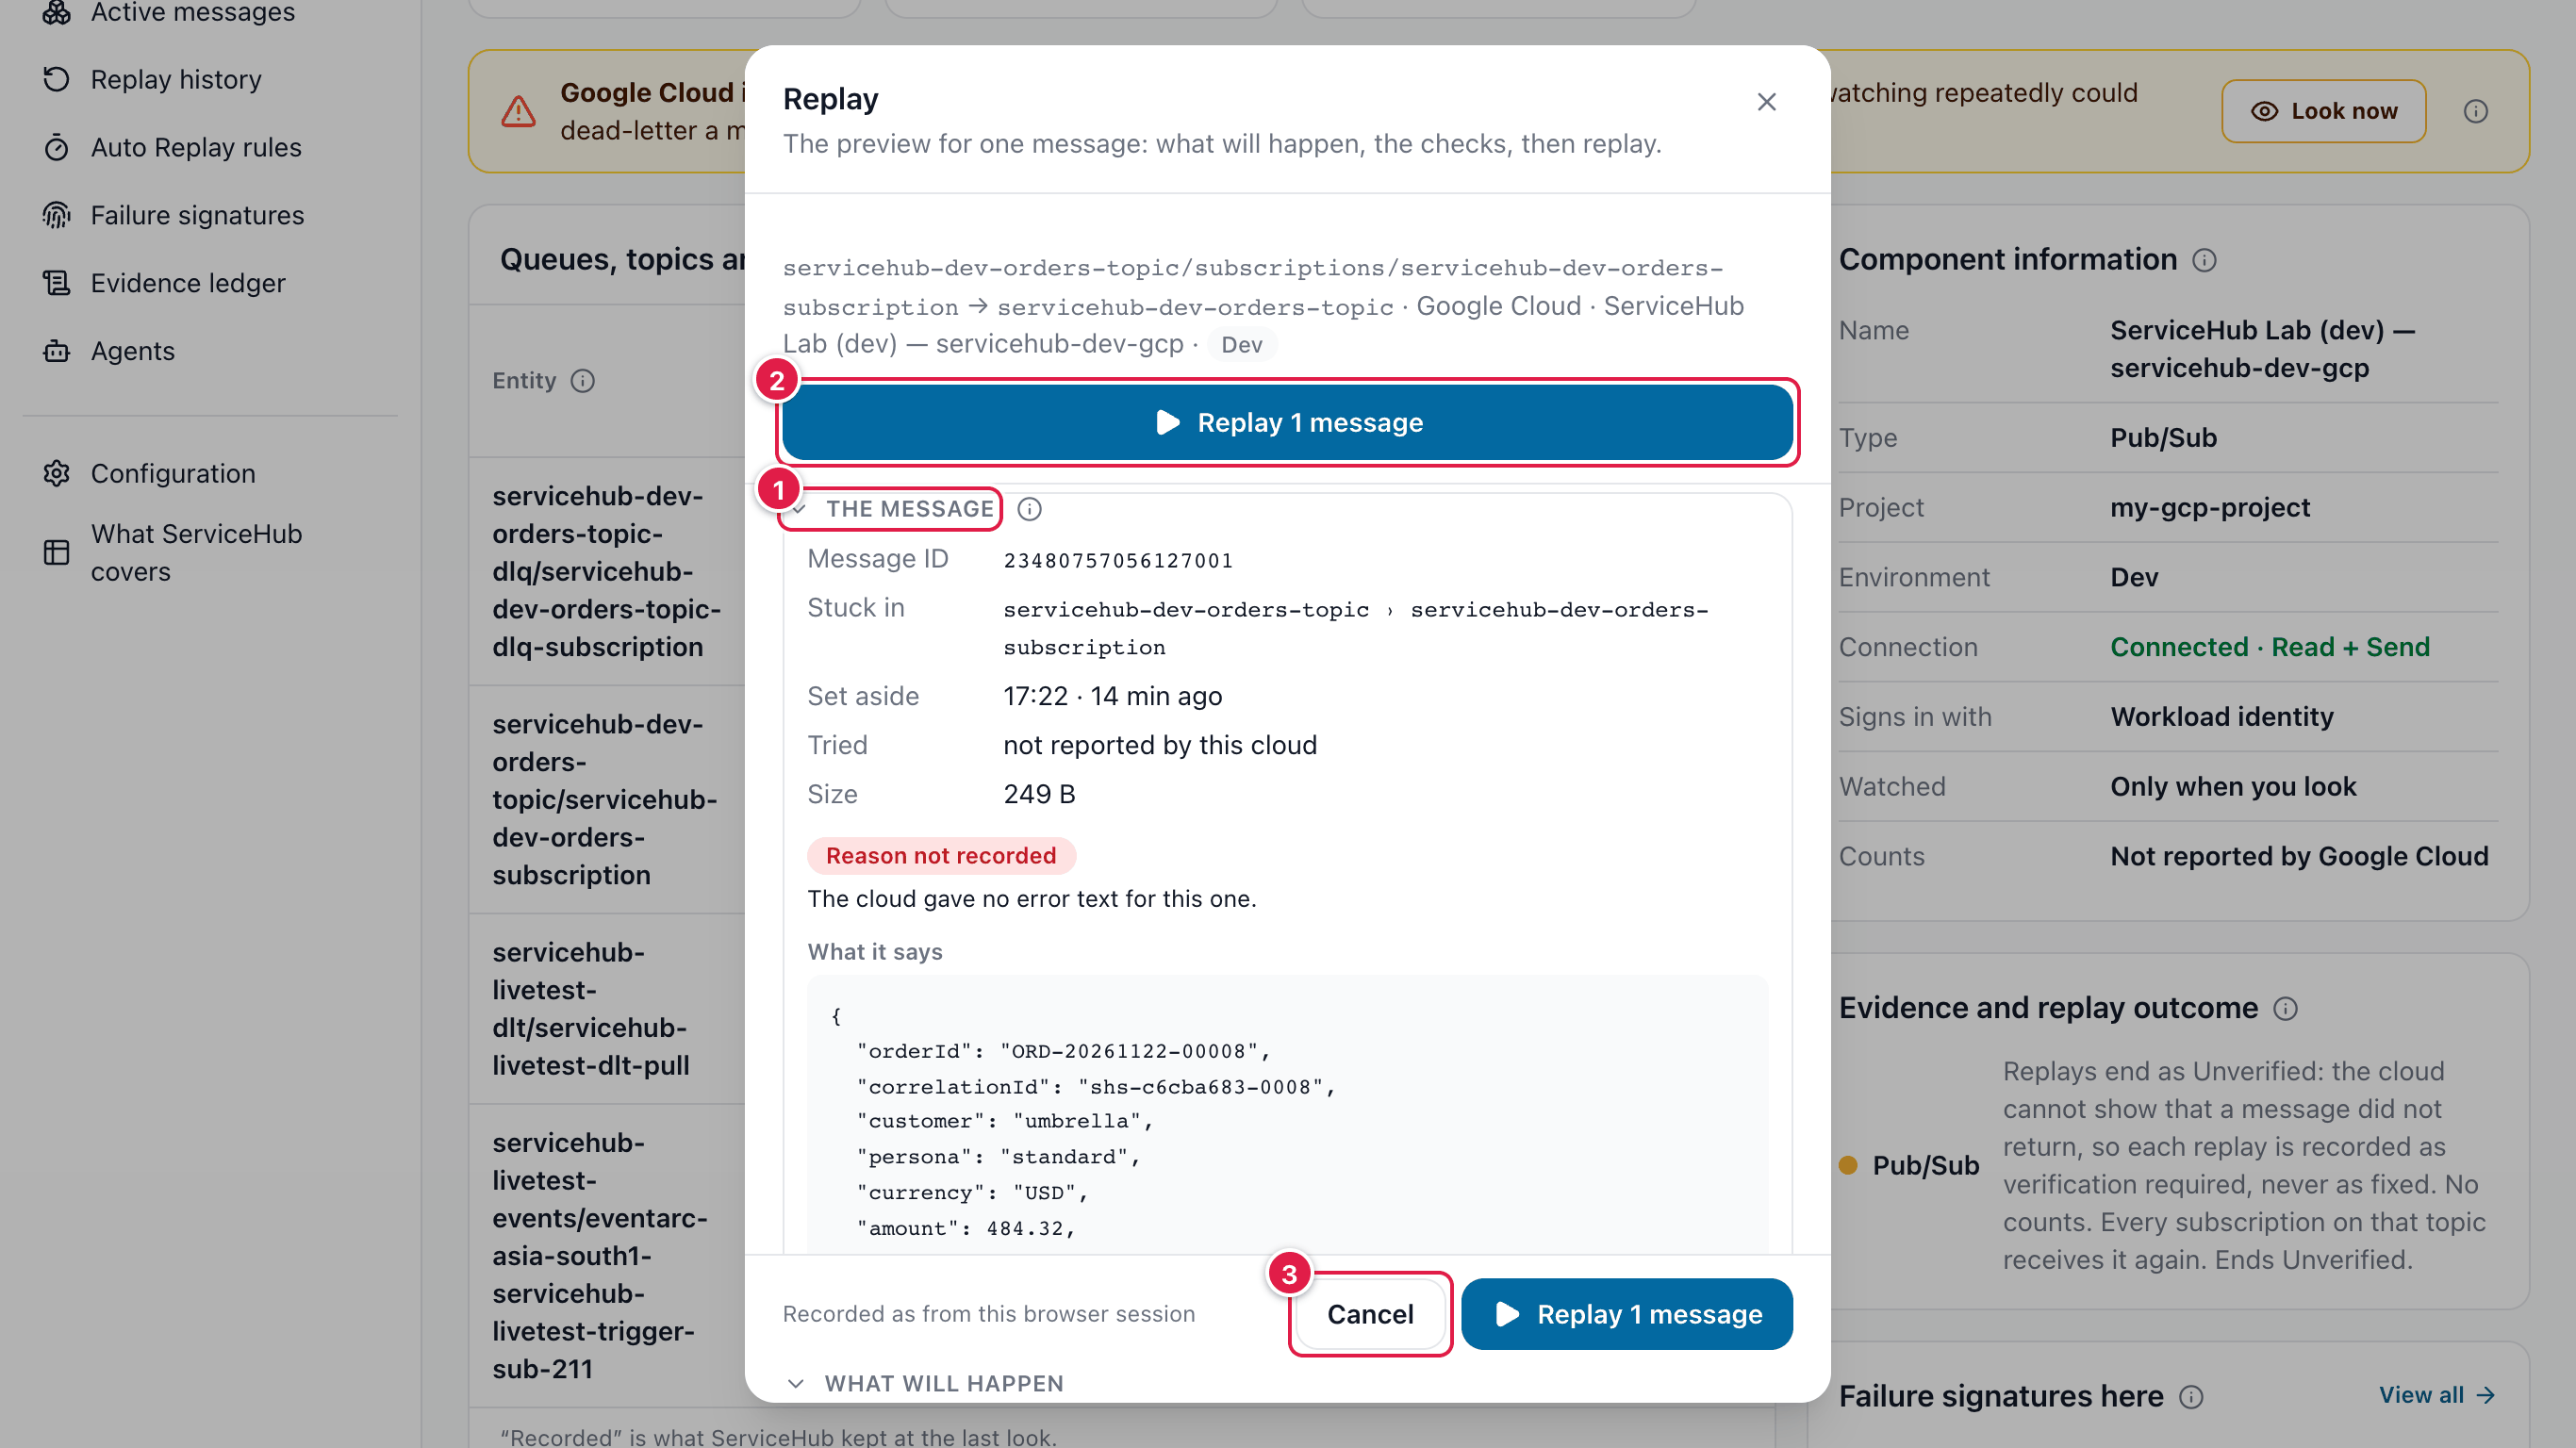 Active messages
Replay history
Auto Replay rules
Failure signatures
Evidence ledger
Agents
Configuration
What ServiceHub
covers
Google Cloud
dead-letter a
watching repeatedly could
Look now
Queues, topics
Entity
servicehub-dev-
orders-topic-
dlq/servicehub-
dev-orders-topic-
dlq-subscription
servicehub-dev-
orders-
topic/servicehub-
dev-orders-
subscription
servicehub-
livetest-
dlt/servicehub-
livetest-dlt-pull
servicehub-
livetest-
events/eventarc-
asia-south1-
servicehub-
livetest-trigger-
sub-211
“Recorded” is what ServiceHub kept at the last look.
Replay
The preview for one message: what will happen, the checks, then replay.
servicehub-dev-orders-topic/subscriptions/servicehub-dev-orders-
subscription → servicehub-dev-orders-topic · Google Cloud · ServiceHub
Lab (dev) — servicehub-dev-gcp · Dev
2
Replay 1 message
1
THE MESSAGE
Message ID 23480757056127001
Stuck in servicehub-dev-orders-topic › servicehub-dev-orders-
subscription
Set aside 17:22 · 14 min ago
Tried not reported by this cloud
Size 249 B
Reason not recorded
The cloud gave no error text for this one.
What it says
{
"orderId": "ORD-20261122-00008",
"correlationId": "shs-c6cba683-0008",
"customer": "umbrella",
"persona": "standard",
"currency": "USD",
"amount": 484.32,
3
Recorded as from this browser session
Cancel
Replay 1 message
WHAT WILL HAPPEN
Component information
Name ServiceHub Lab (dev) —
servicehub-dev-gcp
Type Pub/Sub
Project my-gcp-project
Environment Dev
Connection Connected · Read + Send
Signs in with Workload identity
Watched Only when you look
Counts Not reported by Google Cloud
Evidence and replay outcome
Pub/Sub
Replays end as Unverified: the cloud
cannot show that a message did not
return, so each replay is recorded as
verification required, never as fixed. No
counts. Every subscription on that topic
receives it again. Ends Unverified.
Failure signatures here
View all →